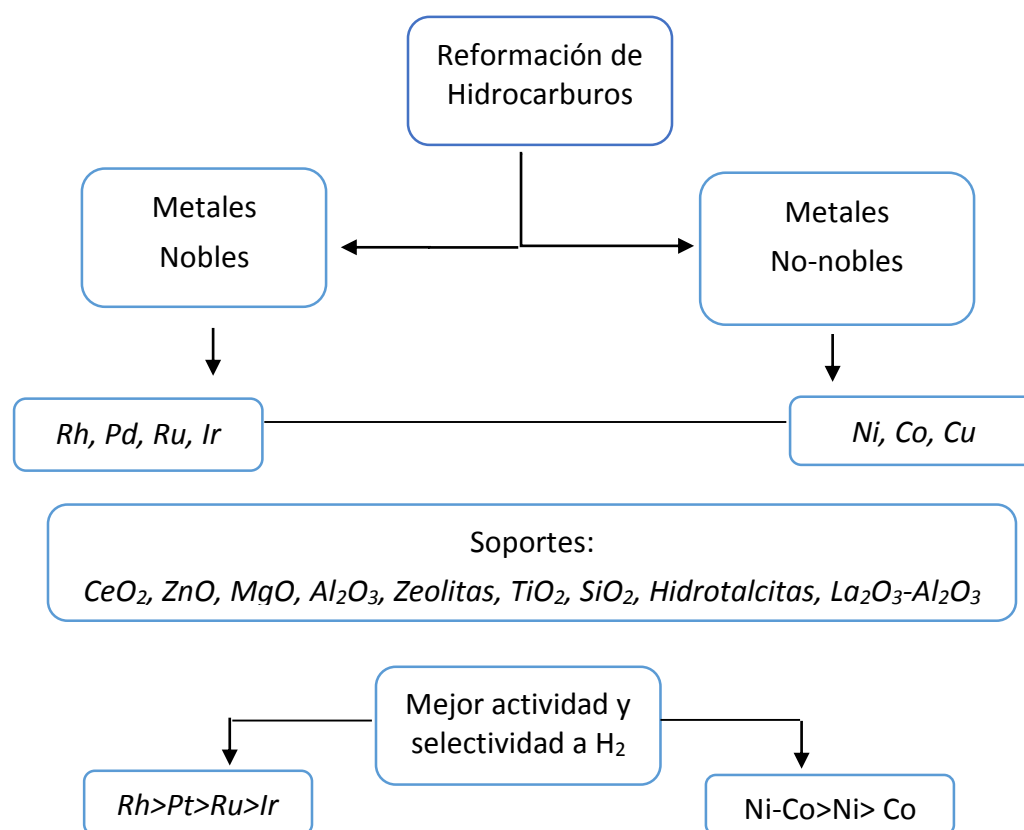 Reformación de
Hidrocarburos
Metales
Nobles
Metales
No-nobles
Rh, Pd, Ru, Ir
Ni, Co, Cu
Soportes:
CeO₂, ZnO, MgO, Al₂O₃, Zeolitas, TiO₂, SiO₂, Hidrotalcitas, La₂O₃-Al₂O₃
Mejor actividad y
selectividad a H₂
Rh>Pt>Ru>Ir
Ni-Co>Ni> Co